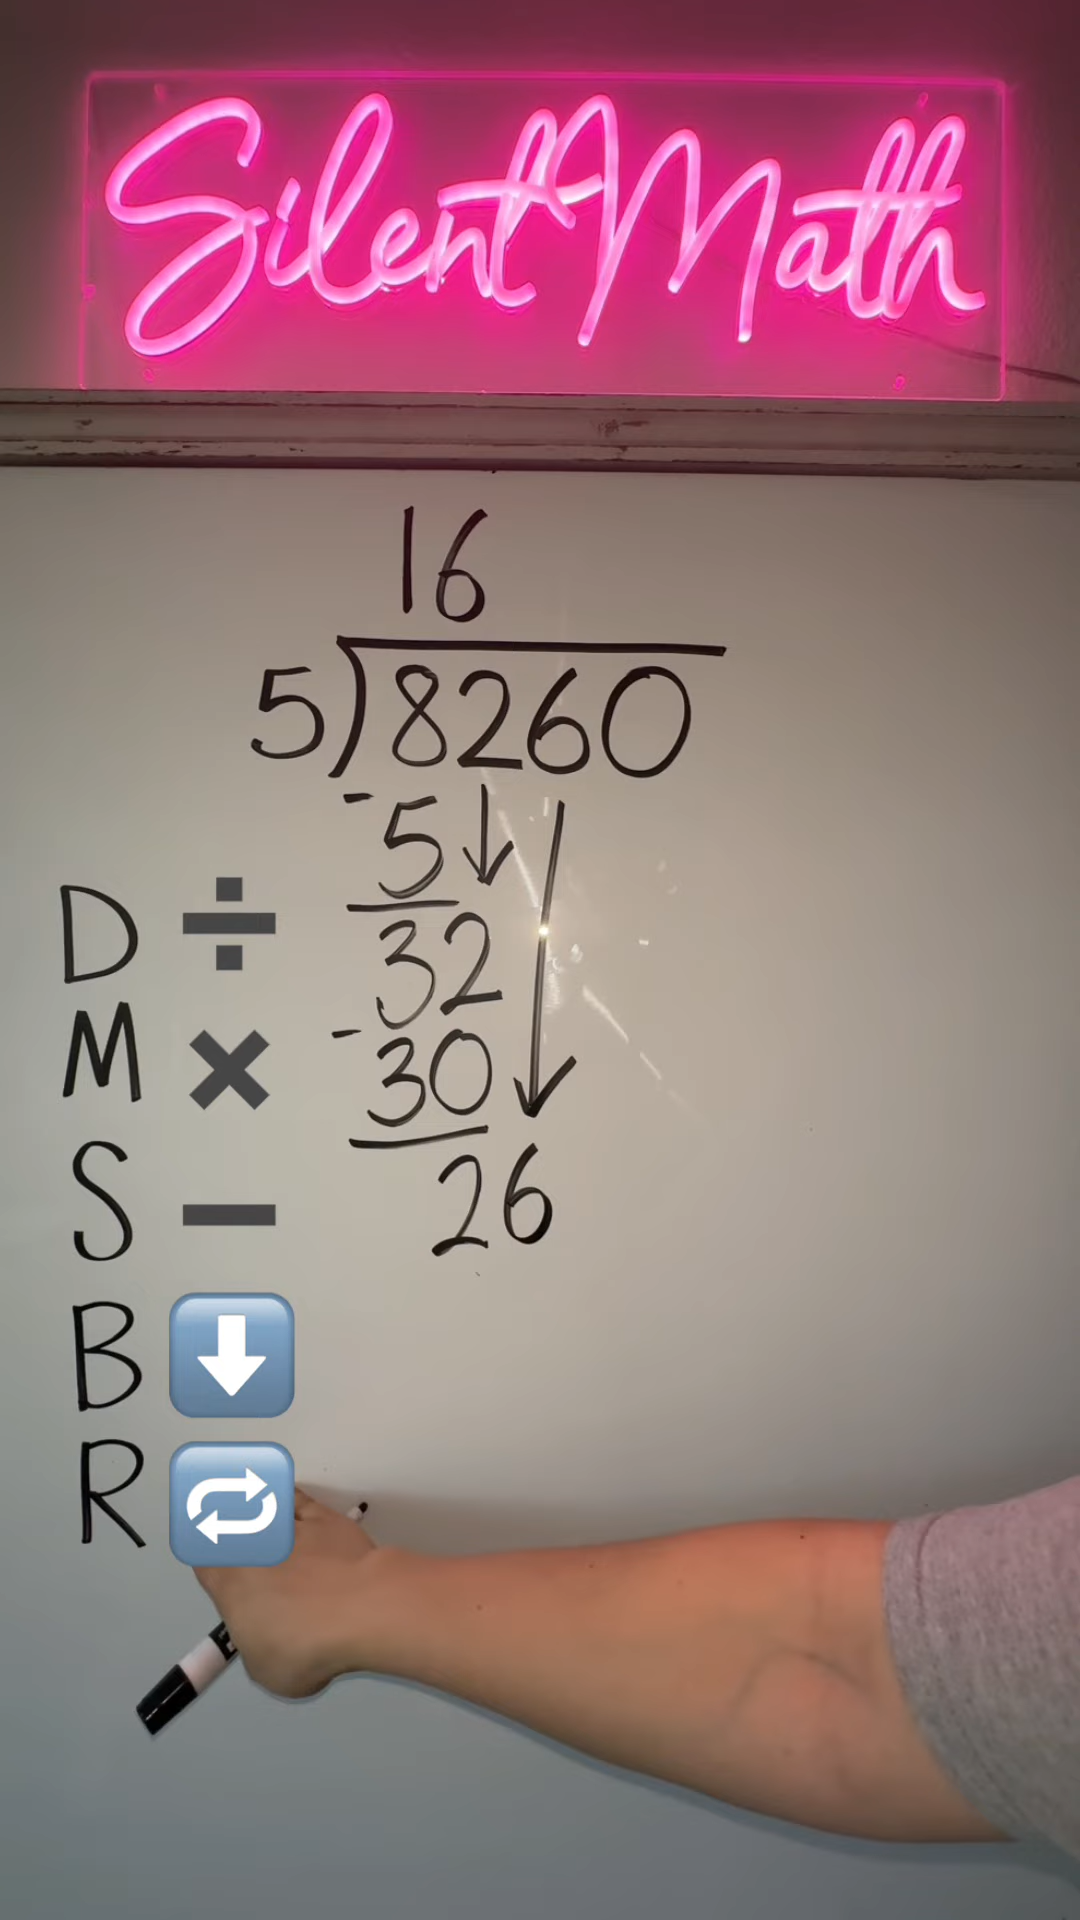 Silent Math
16
5)8260
-5
32
-30
26
D ➗
M ✖
S ➖
B ⬇️
R 🔁